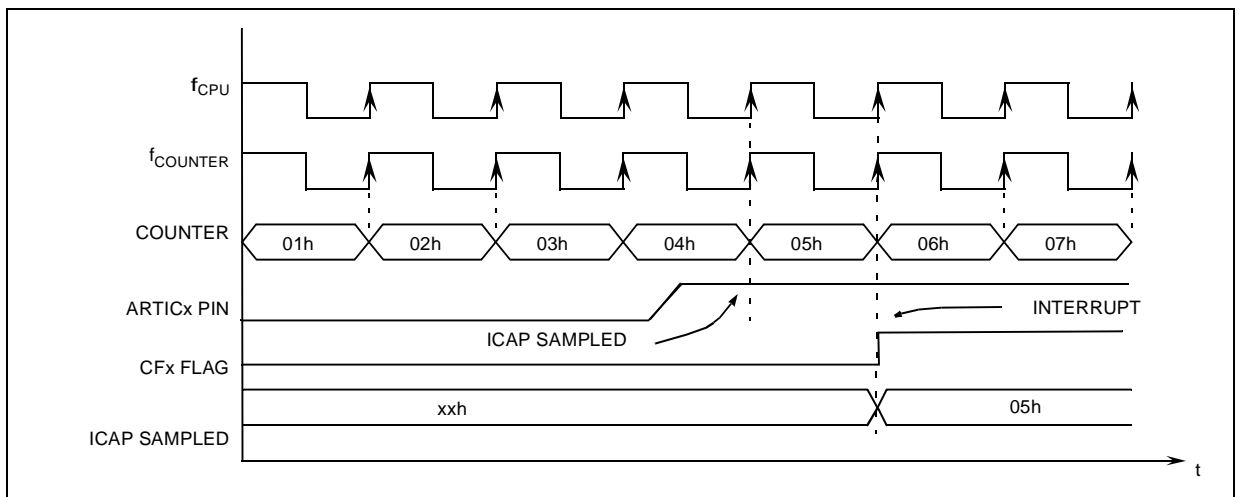 fCPU
fCOUNTER
COUNTER
01h 02h 03h 04h 05h 06h 07h
ARTICx PIN
INTERRUPT
ICAP SAMPLED
CFx FLAG
xxh 05h
ICAP SAMPLED
t